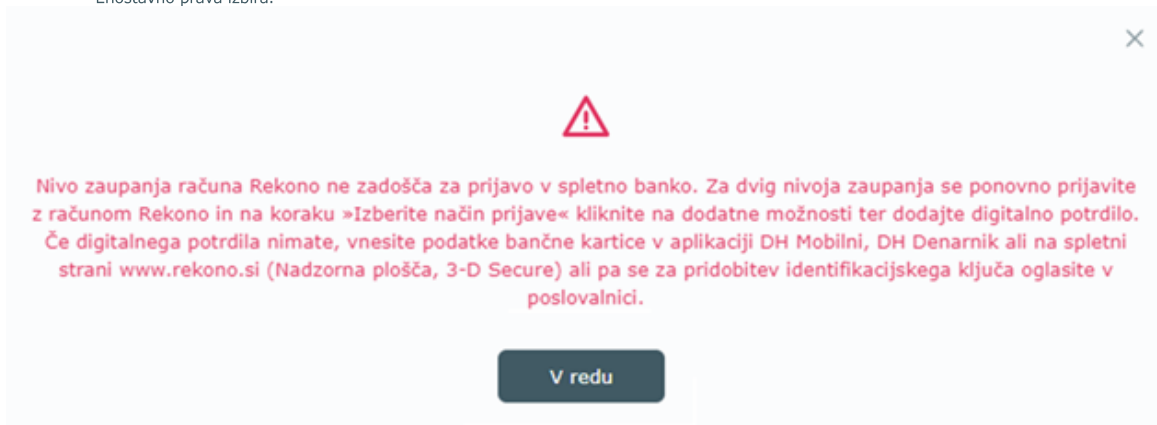 Enostavno prava izbira.
Nivo zaupanja računa Rekono ne zadošča za prijavo v spletno banko. Za dvig nivoja zaupanja se ponovno prijavite
z računom Rekono in na koraku »Izberite način prijave« kliknite na dodatne možnosti ter dodajte digitalno potrdilo.
Če digitalnega potrdila nimate, vnesite podatke bančne kartice v aplikaciji DH Mobilni, DH Denarnik ali na spletni
strani www.rekono.si (Nadzorna plošča, 3-D Secure) ali pa se za pridobitev identifikacijskega ključa oglasite v
poslovalnici.
V redu